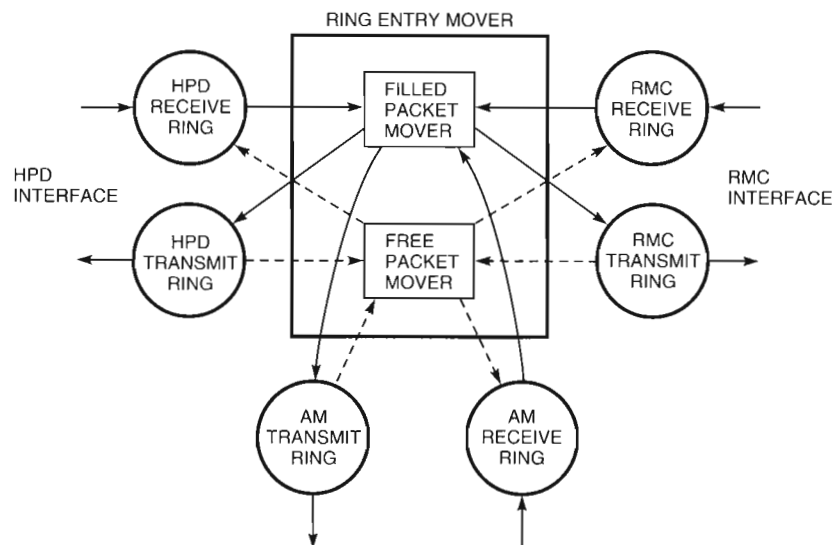 RING ENTRY MOVER
HPD
RECEIVE
RING
FILLED
PACKET
MOVER
RMC
RECEIVE
RING
HPD
INTERFACE
RMC
INTERFACE
HPD
TRANSMIT
RING
FREE
PACKET
MOVER
RMC
TRANSMIT
RING
AM
TRANSMIT
RING
AM
RECEIVE
RING